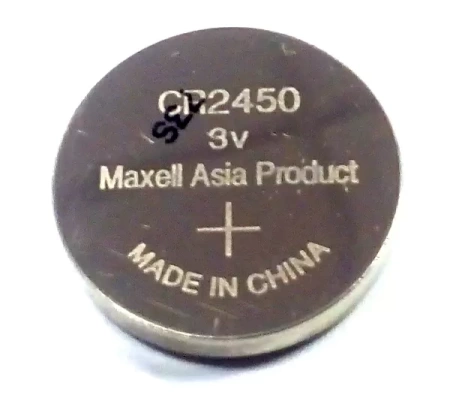 CR2450
3V
Maxell Asia Product
+
MADE IN CHINA